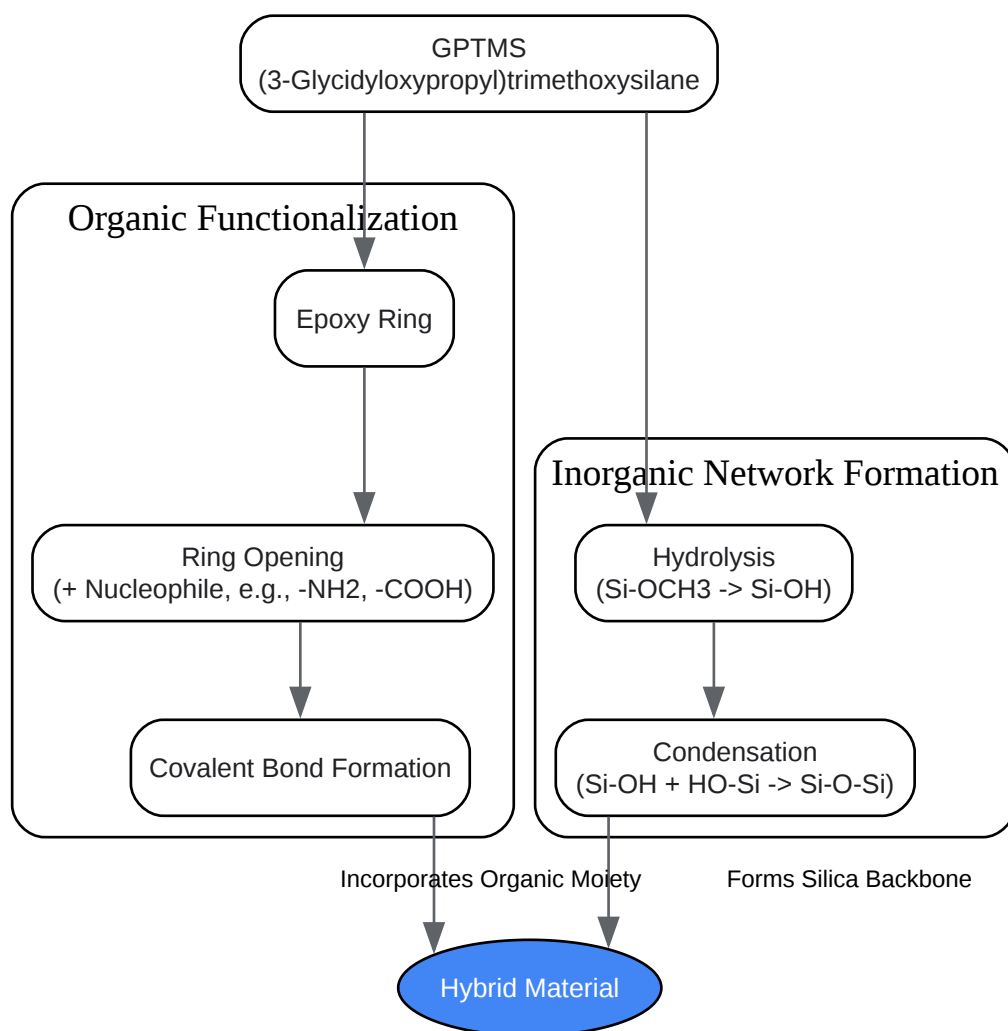 GPTMS
(3-Glycidyloxypropyl)trimethoxysilane
Organic Functionalization
Epoxy Ring
Ring Opening
(+ Nucleophile, e.g., -NH2, -COOH)
Covalent Bond Formation
Inorganic Network Formation
Hydrolysis
(Si-OCH3 -> Si-OH)
Condensation
(Si-OH + HO-Si -> Si-O-Si)
Incorporates Organic Moiety
Forms Silica Backbone
Hybrid Material